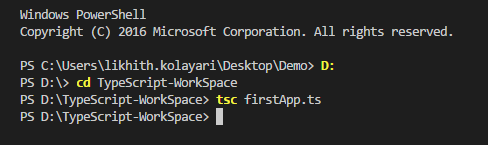 Windows PowerShell
Copyright (C) 2016 Microsoft Corporation. All rights reserved.
PS C:\Users\likhith.kolayari\Desktop\Demo> D:
PS D:\> cd TypeScript-WorkSpace
PS D:\TypeScript-WorkSpace> tsc firstApp.ts
PS D:\TypeScript-WorkSpace>